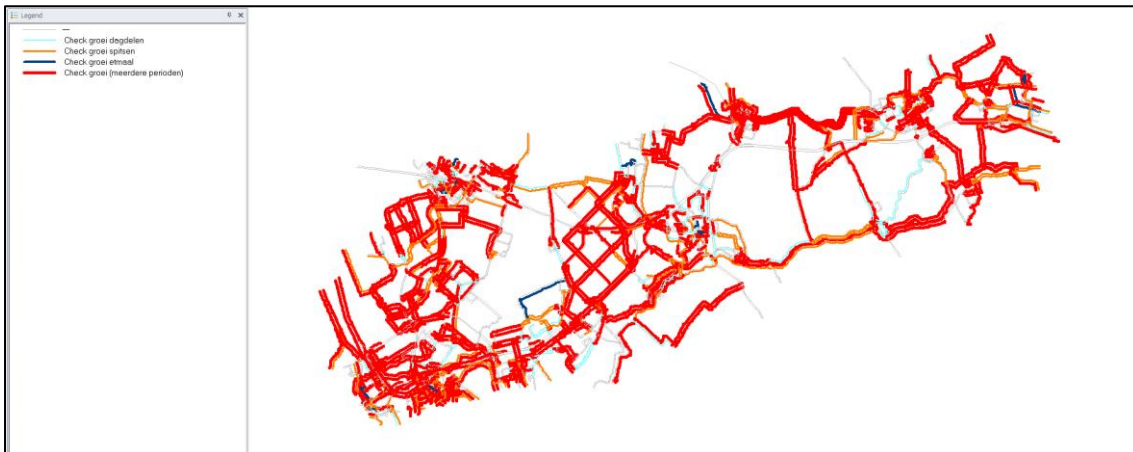 Legend
Check groei dagdelen
Check groei spitsen
Check groei etmaal
Check groei (meerdere perioden)